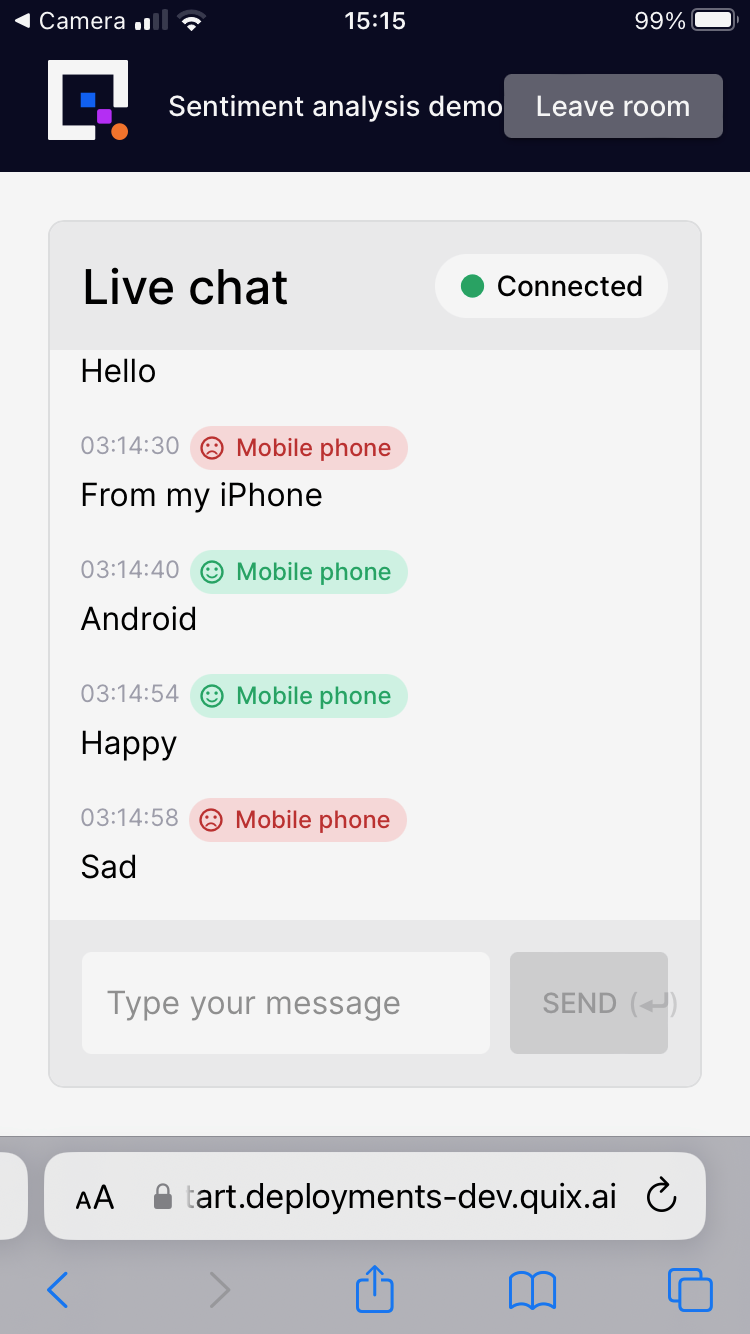 ◀ Camera 15:15 99%
Sentiment analysis demo Leave room
Live chat Connected
Hello
03:14:30 Mobile phone
From my iPhone
03:14:40 Mobile phone
Android
03:14:54 Mobile phone
Happy
03:14:58 Mobile phone
Sad
Type your message SEND (↵)
AA tart.deployments-dev.quix.ai